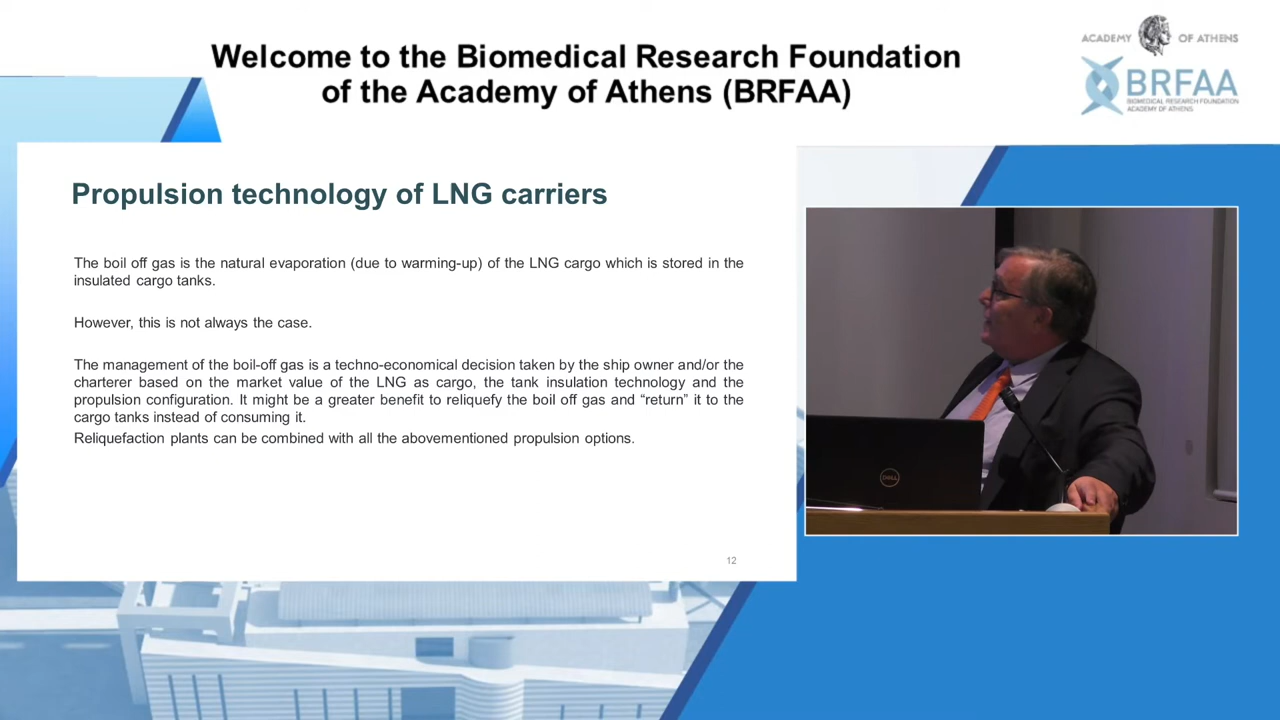 Welcome to the Biomedical Research Foundation
of the Academy of Athens (BRFAA)
ACADEMY OF ATHENS
BRFAA
BIOMEDICAL RESEARCH FOUNDATION
ACADEMY OF ATHENS
Propulsion technology of LNG carriers
The boil off gas is the natural evaporation (due to warming-up) of the LNG cargo which is stored in the
insulated cargo tanks.
However, this is not always the case.
The management of the boil-off gas is a techno-economical decision taken by the ship owner and/or the
charterer based on the market value of the LNG as cargo, the tank insulation technology and the
propulsion configuration. It might be a greater benefit to reliquefy the boil off gas and “return” it to the
cargo tanks instead of consuming it.
Reliquefaction plants can be combined with all the abovementioned propulsion options.
12
DELL